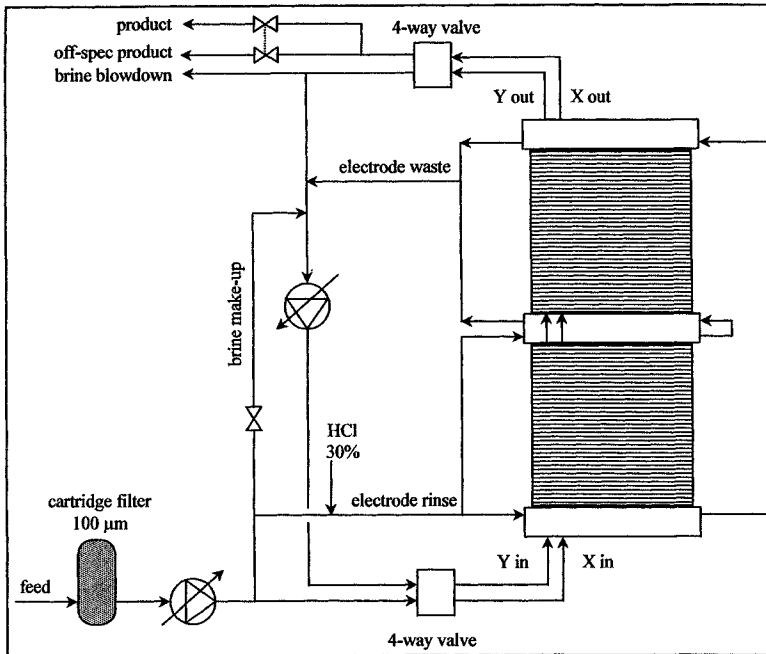 product
4-way valve
off-spec product
brine blowdown
Y out
X out
electrode waste
brine make-up
HCl
30%
electrode rinse
cartridge filter
100 µm
feed
Y in
X in
4-way valve